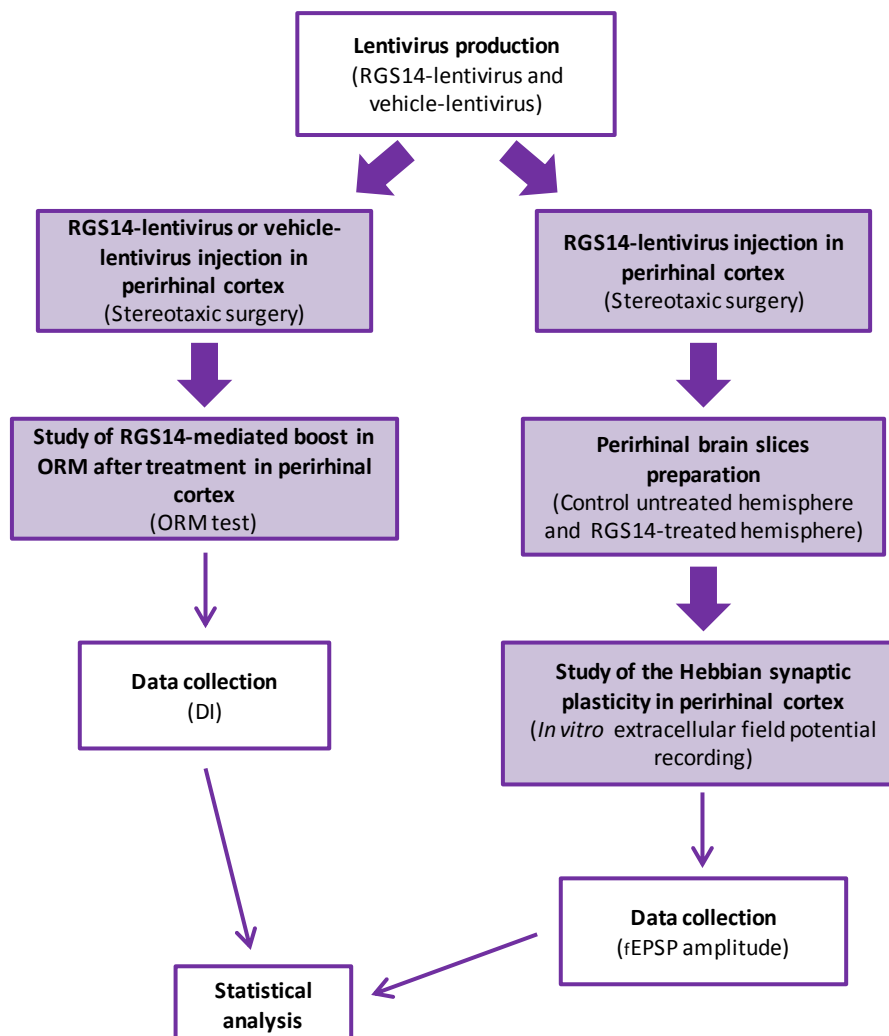 Lentivirus production
(RGS14-lentivirus and
vehicle-lentivirus)
RGS14-lentivirus or vehicle-
lentivirus injection in
perirhinal cortex
(Stereotaxic surgery)
RGS14-lentivirus injection in
perirhinal cortex
(Stereotaxic surgery)
Study of RGS14-mediated boost in
ORM after treatment in perirhinal
cortex
(ORM test)
Perirhinal brain slices
preparation
(Control untreated hemisphere
and RGS14-treated hemisphere)
Data collection
(DI)
Study of the Hebbian synaptic
plasticity in perirhinal cortex
(In vitro extracellular field potential
recording)
Data collection
(fEPSP amplitude)
Statistical
analysis